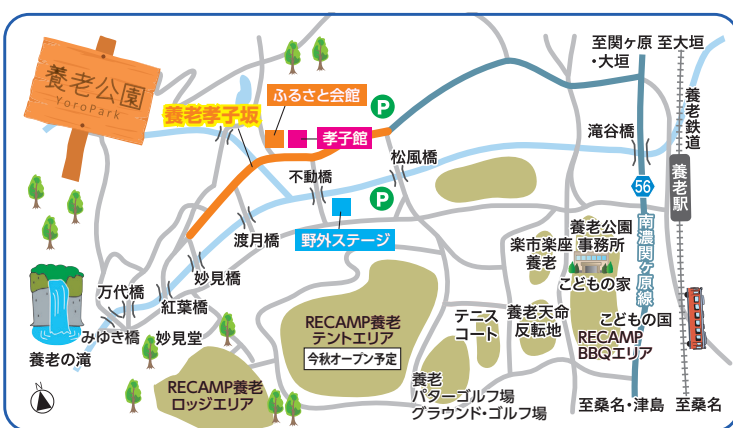 養老公園
YoroPark
養老孝子坂
ふるさと会館
孝子館
P
松風橋
不動橋
P
野外ステージ
渡月橋
妙見橋
紅葉橋
万代橋
みゆき橋
妙見堂
養老の滝
N
RECAMP養老
ロッジエリア
RECAMP養老
テントエリア
今秋オープン予定
テニス
コート
養老
パターゴルフ場
グラウンド・ゴルフ場
楽市楽座
養老
養老公園
事務所
こどもの家
養老天命
反転地
こどもの国
RECAMP
BBQエリア
至関ヶ原
・大垣
至大垣
養老鉄道
滝谷橋
養老駅
56
南濃関ヶ原線
至桑名・津島
至桑名